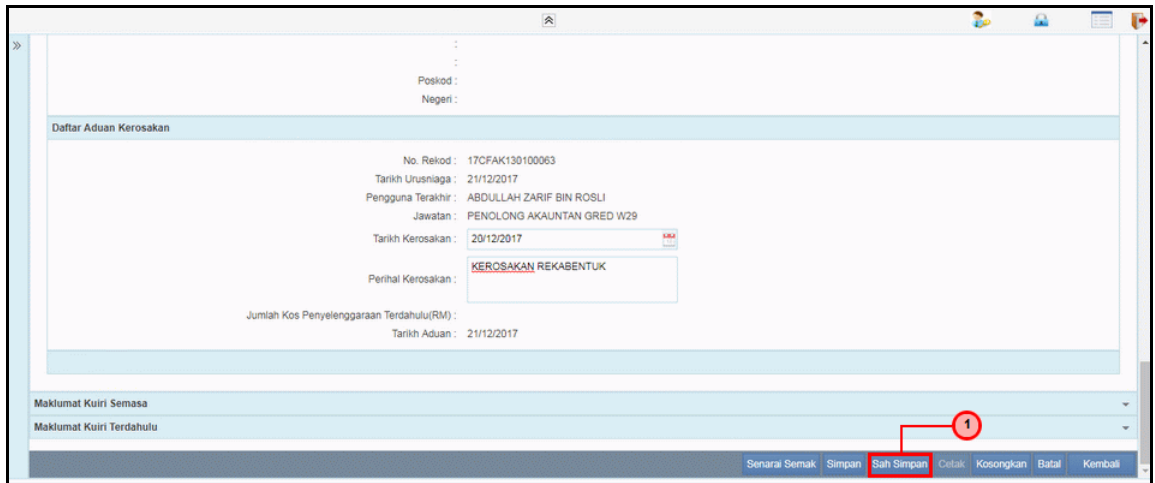 :
:
Poskod :
Negeri :
Daftar Aduan Kerosakan
No. Rekod : 17CFAK130100063
Tarikh Urusniaga : 21/12/2017
Pengguna Terakhir : ABDULLAH ZARIF BIN ROSLI
Jawatan : PENOLONG AKAUNTAN GRED W29
Tarikh Kerosakan : 20/12/2017
Perihal Kerosakan : KEROSAKAN REKABENTUK
Jumlah Kos Penyelenggaraan Terdahulu(RM) :
Tarikh Aduan : 21/12/2017
Maklumat Kuiri Semasa
Maklumat Kuiri Terdahulu
1
Senarai Semak Simpan Sah Simpan Cetak Kosongkan Batal Kembali